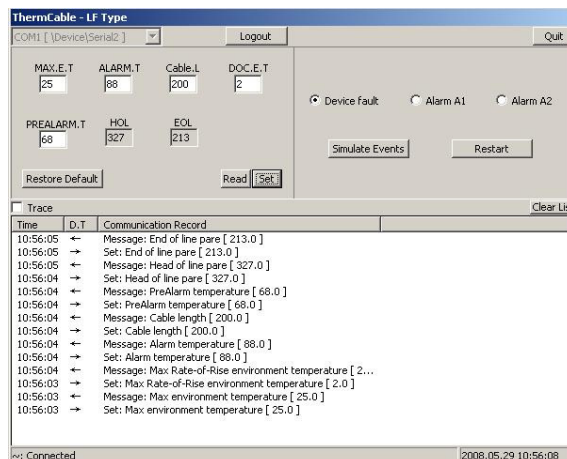 ThermCable - LF Type
COM1 [ \Device\Serial2 ] Logout Quit
MAX.E.T ALARM.T Cable.L DOC.E.T
25 88 200 2
Device fault Alarm A1 Alarm A2
PREALARM.T HOL EOL
68 327 213
Simulate Events Restart
Restore Default Read Set
Trace Clear Lis
Time D.T Communication Record
10:56:05 ← Message: End of line pare [ 213.0 ]
10:56:05 → Set: End of line pare [ 213.0 ]
10:56:05 ← Message: Head of line pare [ 327.0 ]
10:56:04 → Set: Head of line pare [ 327.0 ]
10:56:04 ← Message: PreAlarm temperature [ 68.0 ]
10:56:04 → Set: PreAlarm temperature [ 68.0 ]
10:56:04 ← Message: Cable length [ 200.0 ]
10:56:04 → Set: Cable length [ 200.0 ]
10:56:04 ← Message: Alarm temperature [ 88.0 ]
10:56:04 → Set: Alarm temperature [ 88.0 ]
10:56:04 ← Message: Max Rate-of-Rise environment temperature [ 2...
10:56:03 → Set: Max Rate-of-Rise environment temperature [ 2.0 ]
10:56:03 ← Message: Max environment temperature [ 25.0 ]
10:56:03 → Set: Max environment temperature [ 25.0 ]
~: Connected 2008.05.29 10:56:08